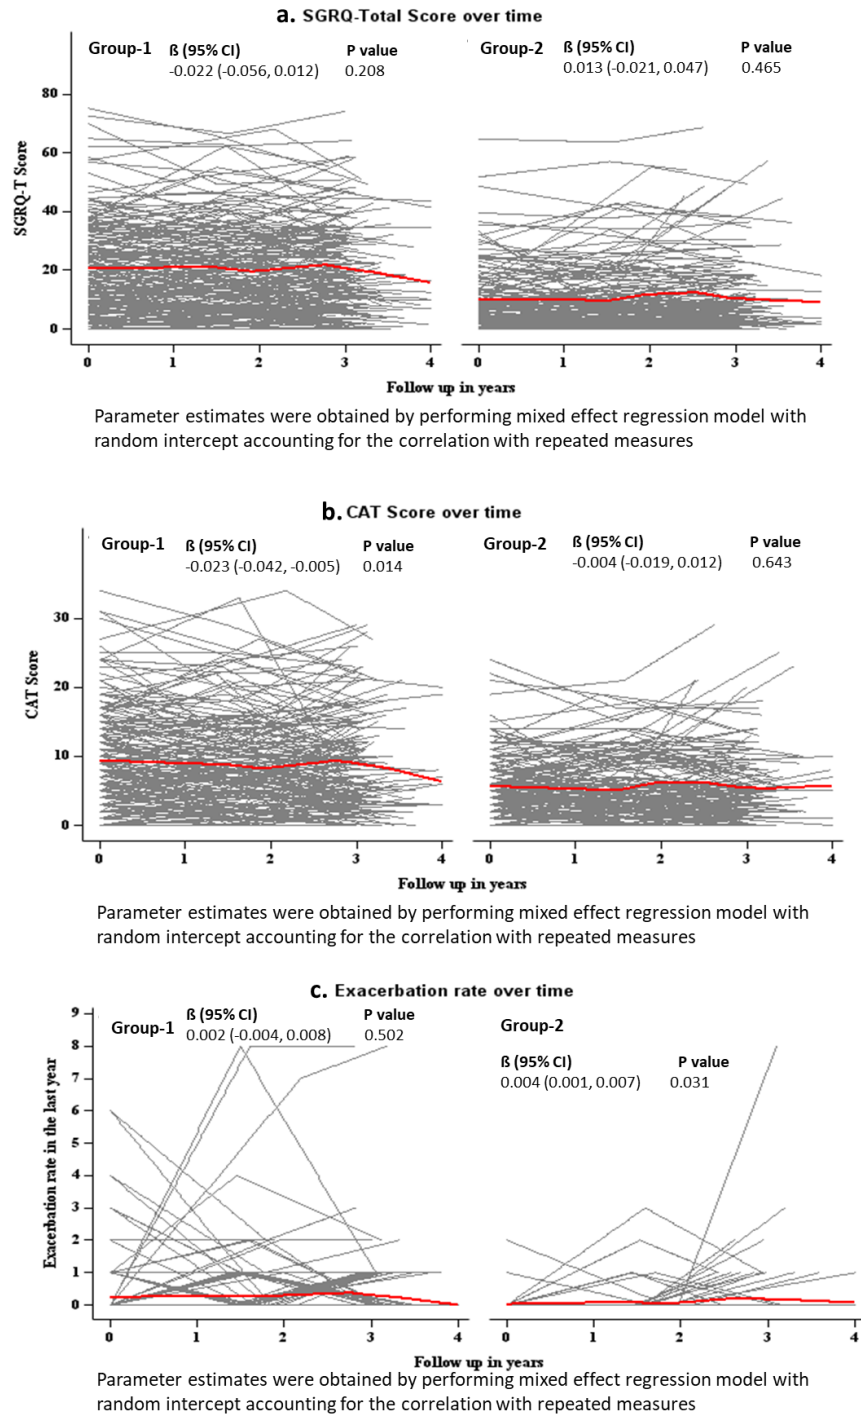 a. SGRQ-Total Score over time
Group-1 ß (95% CI) P value
-0.022 (-0.056, 0.012) 0.208
Group-2 ß (95% CI) P value
0.013 (-0.021, 0.047) 0.465
SGRQ-T Score
80
60
40
20
0
0 1 2 3 4
0 1 2 3 4
Follow up in years
Parameter estimates were obtained by performing mixed effect regression model with
random intercept accounting for the correlation with repeated measures
b. CAT Score over time
Group-1 ß (95% CI) P value
-0.023 (-0.042, -0.005) 0.014
Group-2 ß (95% CI) P value
-0.004 (-0.019, 0.012) 0.643
CAT Score
30
20
10
0
0 1 2 3 4
0 1 2 3 4
Follow up in years
Parameter estimates were obtained by performing mixed effect regression model with
random intercept accounting for the correlation with repeated measures
c. Exacerbation rate over time
Group-1 ß (95% CI) P value
0.002 (-0.004, 0.008) 0.502
Group-2
ß (95% CI) P value
0.004 (0.001, 0.007) 0.031
Exacerbation rate in the last year
9
8
7
6
5
4
3
2
1
0
0 1 2 3 4
0 1 2 3 4
Follow up in years
Parameter estimates were obtained by performing mixed effect regression model with
random intercept accounting for the correlation with repeated measures